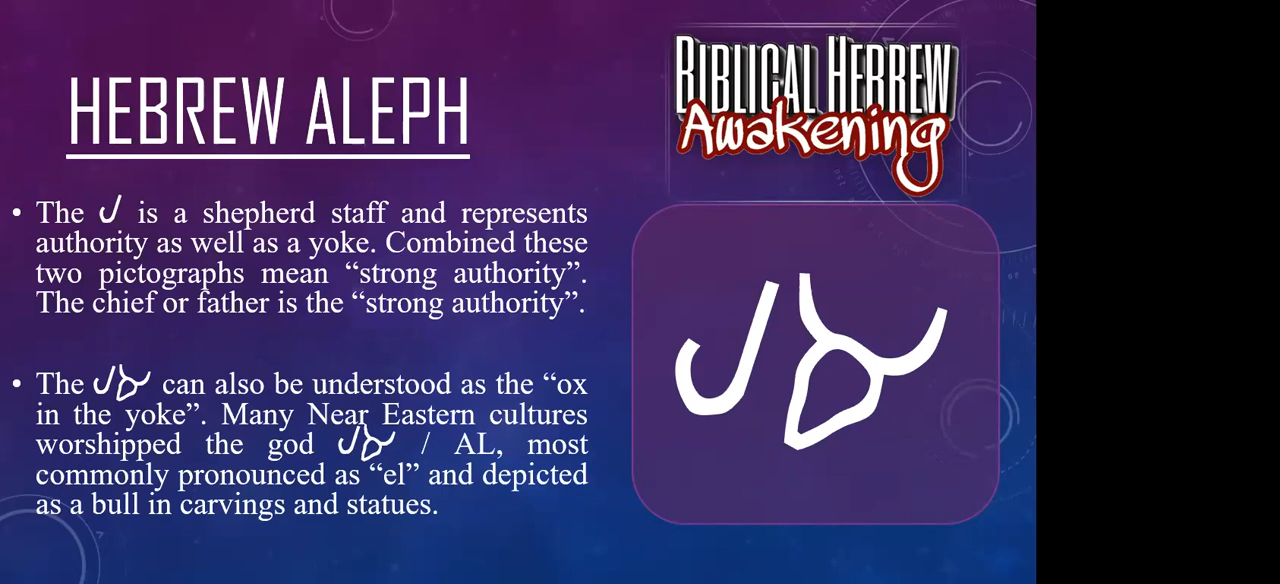 HEBREW ALEPH
BIBLICAL HEBREW
Awakening
• The 𐤋 is a shepherd staff and represents
authority as well as a yoke. Combined these
two pictographs mean “strong authority”.
The chief or father is the “strong authority”.
• The 𐤋𐤀 can also be understood as the “ox
in the yoke”. Many Near Eastern cultures
worshipped the god 𐤋𐤀 / AL, most
commonly pronounced as “el” and depicted
as a bull in carvings and statues.
𐤋𐤀